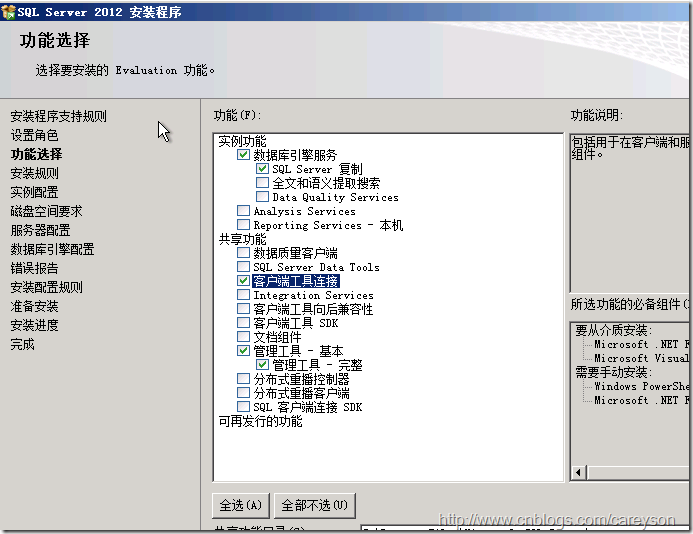 SQL Server 2012 安装程序
功能选择
选择要安装的 Evaluation 功能。
安装程序支持规则
设置角色
功能选择
安装规则
实例配置
磁盘空间要求
服务器配置
数据库引擎配置
错误报告
安装配置规则
准备安装
安装进度
完成
功能(F):
实例功能
数据库引擎服务
SQL Server 复制
全文和语义提取搜索
Data Quality Services
Analysis Services
Reporting Services - 本机
共享功能
数据质量客户端
SQL Server Data Tools
客户端工具连接
Integration Services
客户端工具向后兼容性
客户端工具 SDK
文档组件
管理工具 - 基本
管理工具 - 完整
分布式重播控制器
分布式重播客户端
SQL 客户端连接 SDK
可再发行的功能
全选(A)
全部不选(U)
功能说明:
包括用于在客户端和服
组件。
所选功能的必备组件(
要从介质安装:
Microsoft .NET
Microsoft Visual
需要手动安装:
Windows PowerShe
Microsoft .NET
http://www.cnblogs.com/careyson